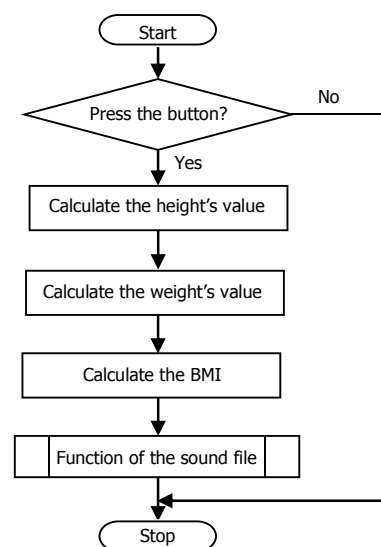 Start
Press the button?
No
Yes
Calculate the height's value
Calculate the weight's value
Calculate the BMI
Function of the sound file
Stop